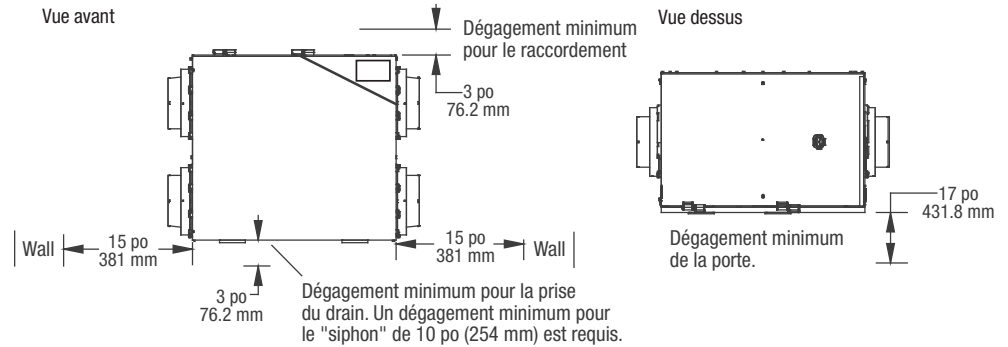 Vue avant
Dégagement minimum
pour le raccordement
3 po
76.2 mm
Wall
15 po
381 mm
15 po
381 mm
Wall
3 po
76.2 mm
Dégagement minimum pour la prise
du drain. Un dégagement minimum pour
le "siphon" de 10 po (254 mm) est requis.
Vue dessus
17 po
431.8 mm
Dégagement minimum
de la porte.